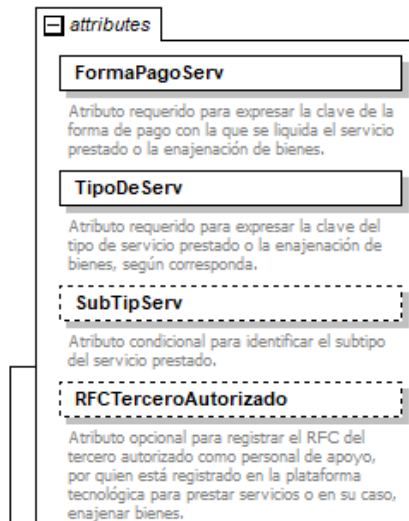 attributes
FormaPagoServ
Atributo requerido para expresar la clave de la
forma de pago con la que se liquida el servicio
prestado o la enajenación de bienes.
TipoDeServ
Atributo requerido para expresar la clave del
tipo de servicio prestado o la enajenación de
bienes, según corresponda.
SubTipServ
Atributo condicional para identificar el subtipo
del servicio prestado.
RFCTerceroAutorizado
Atributo opcional para registrar el RFC del
tercero autorizado como personal de apoyo,
por quien está registrado en la plataforma
tecnológica para prestar servicios o en su caso,
enajenar bienes.